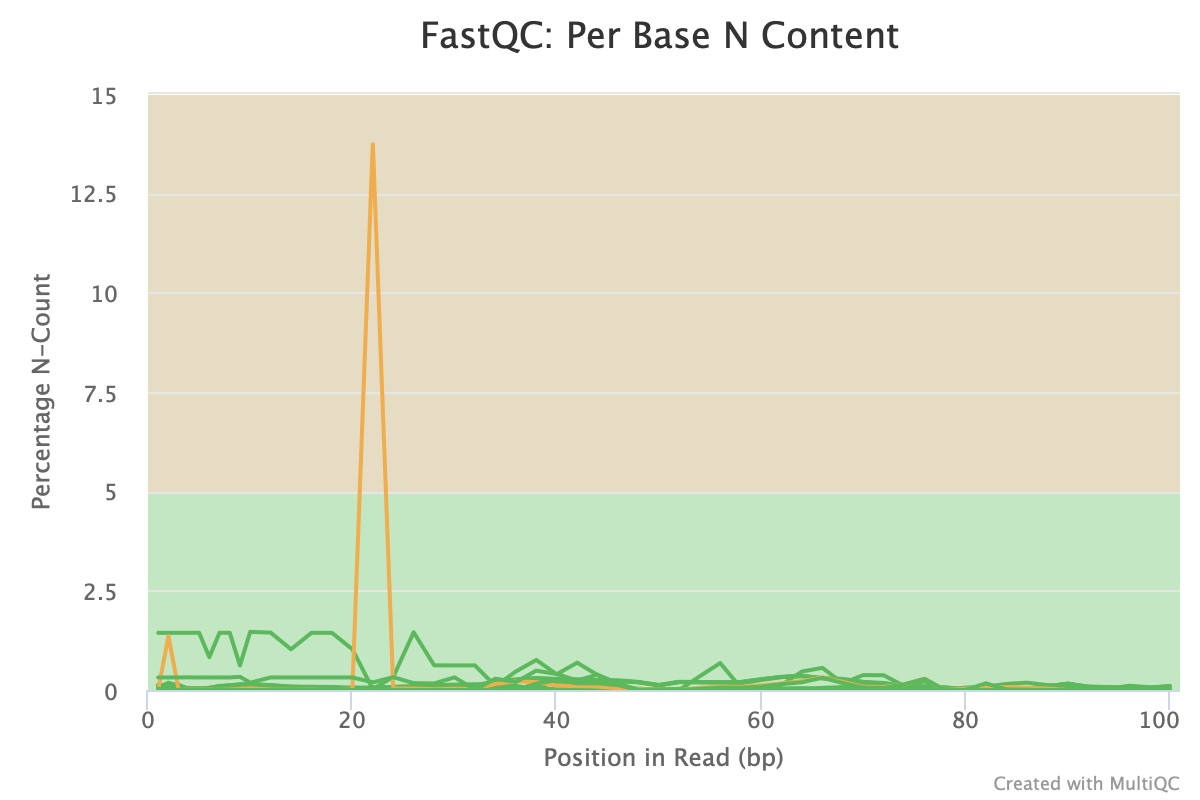 FastQC: Per Base N Content
15
12.5
10
7.5
5
2.5
0
Percentage N-Count
0 20 40 60 80 100
Position in Read (bp)
Created with MultiQC